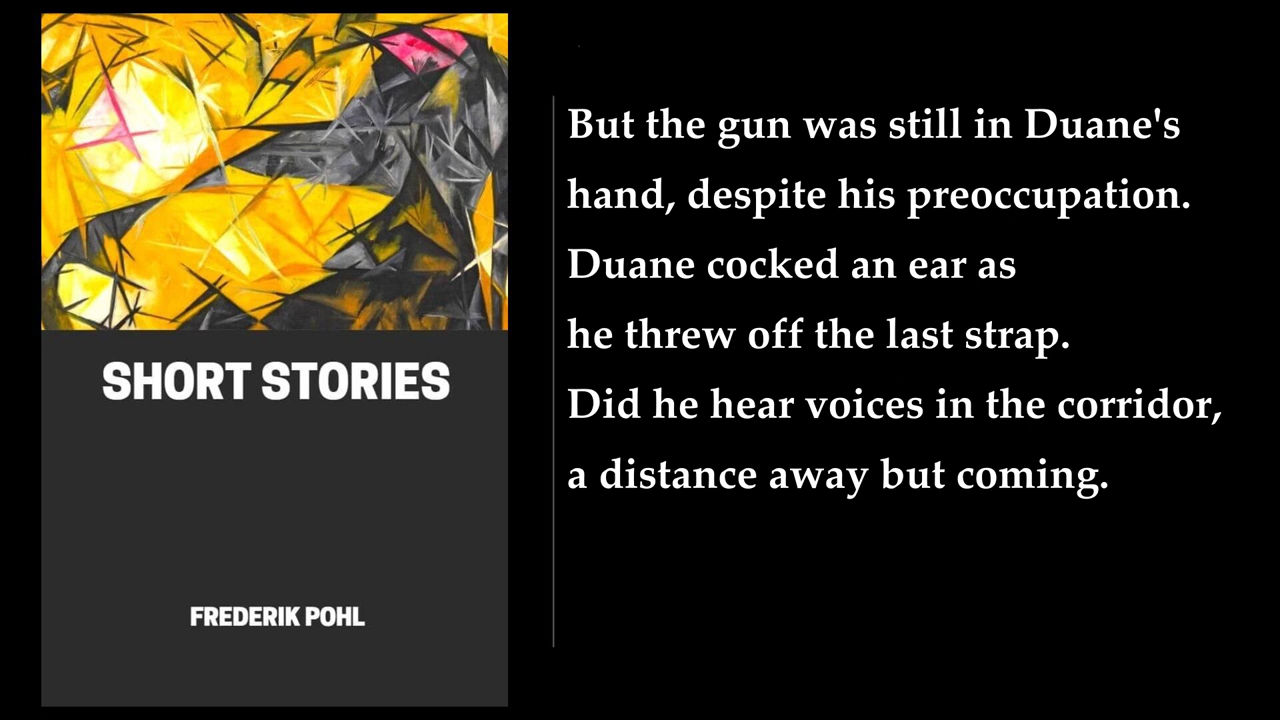 SHORT STORIES
FREDERIK POHL
But the gun was still in Duane's
hand, despite his preoccupation.
Duane cocked an ear as
he threw off the last strap.
Did he hear voices in the corridor,
a distance away but coming.